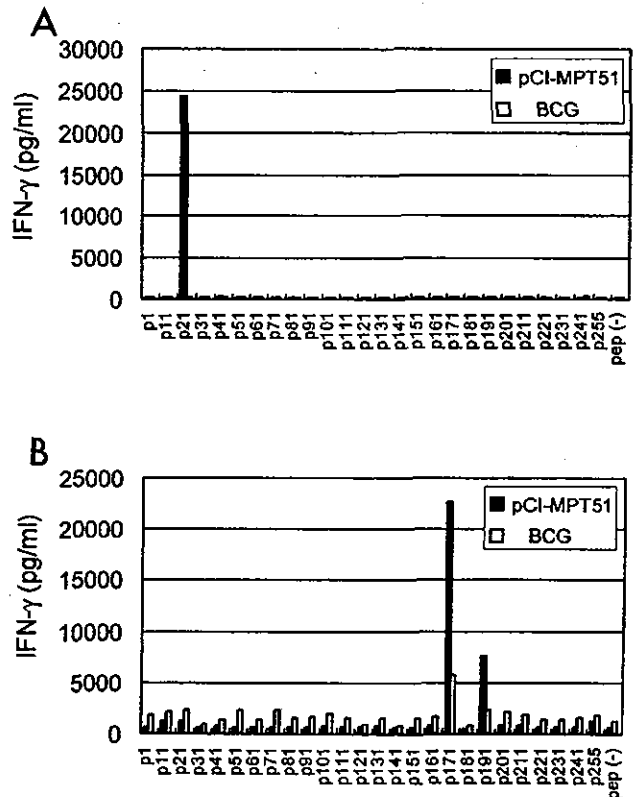 A
30000
25000
20000
15000
10000
5000
0
IFN-γ (pg/ml)
pCI-MPT51
BCG
p1
p11
p21
p31
p41
p51
p61
p71
p81
p91
p101
p111
p121
p131
p141
p151
p161
p171
p181
p191
p201
p211
p221
p231
p241
p255
pep (-)
B
25000
20000
15000
10000
5000
0
IFN-γ (pg/ml)
pCI-MPT51
BCG
p1
p11
p21
p31
p41
p51
p61
p71
p81
p91
p101
p111
p121
p131
p141
p151
p161
p171
p181
p191
p201
p211
p221
p231
p241
p255
pep (-)